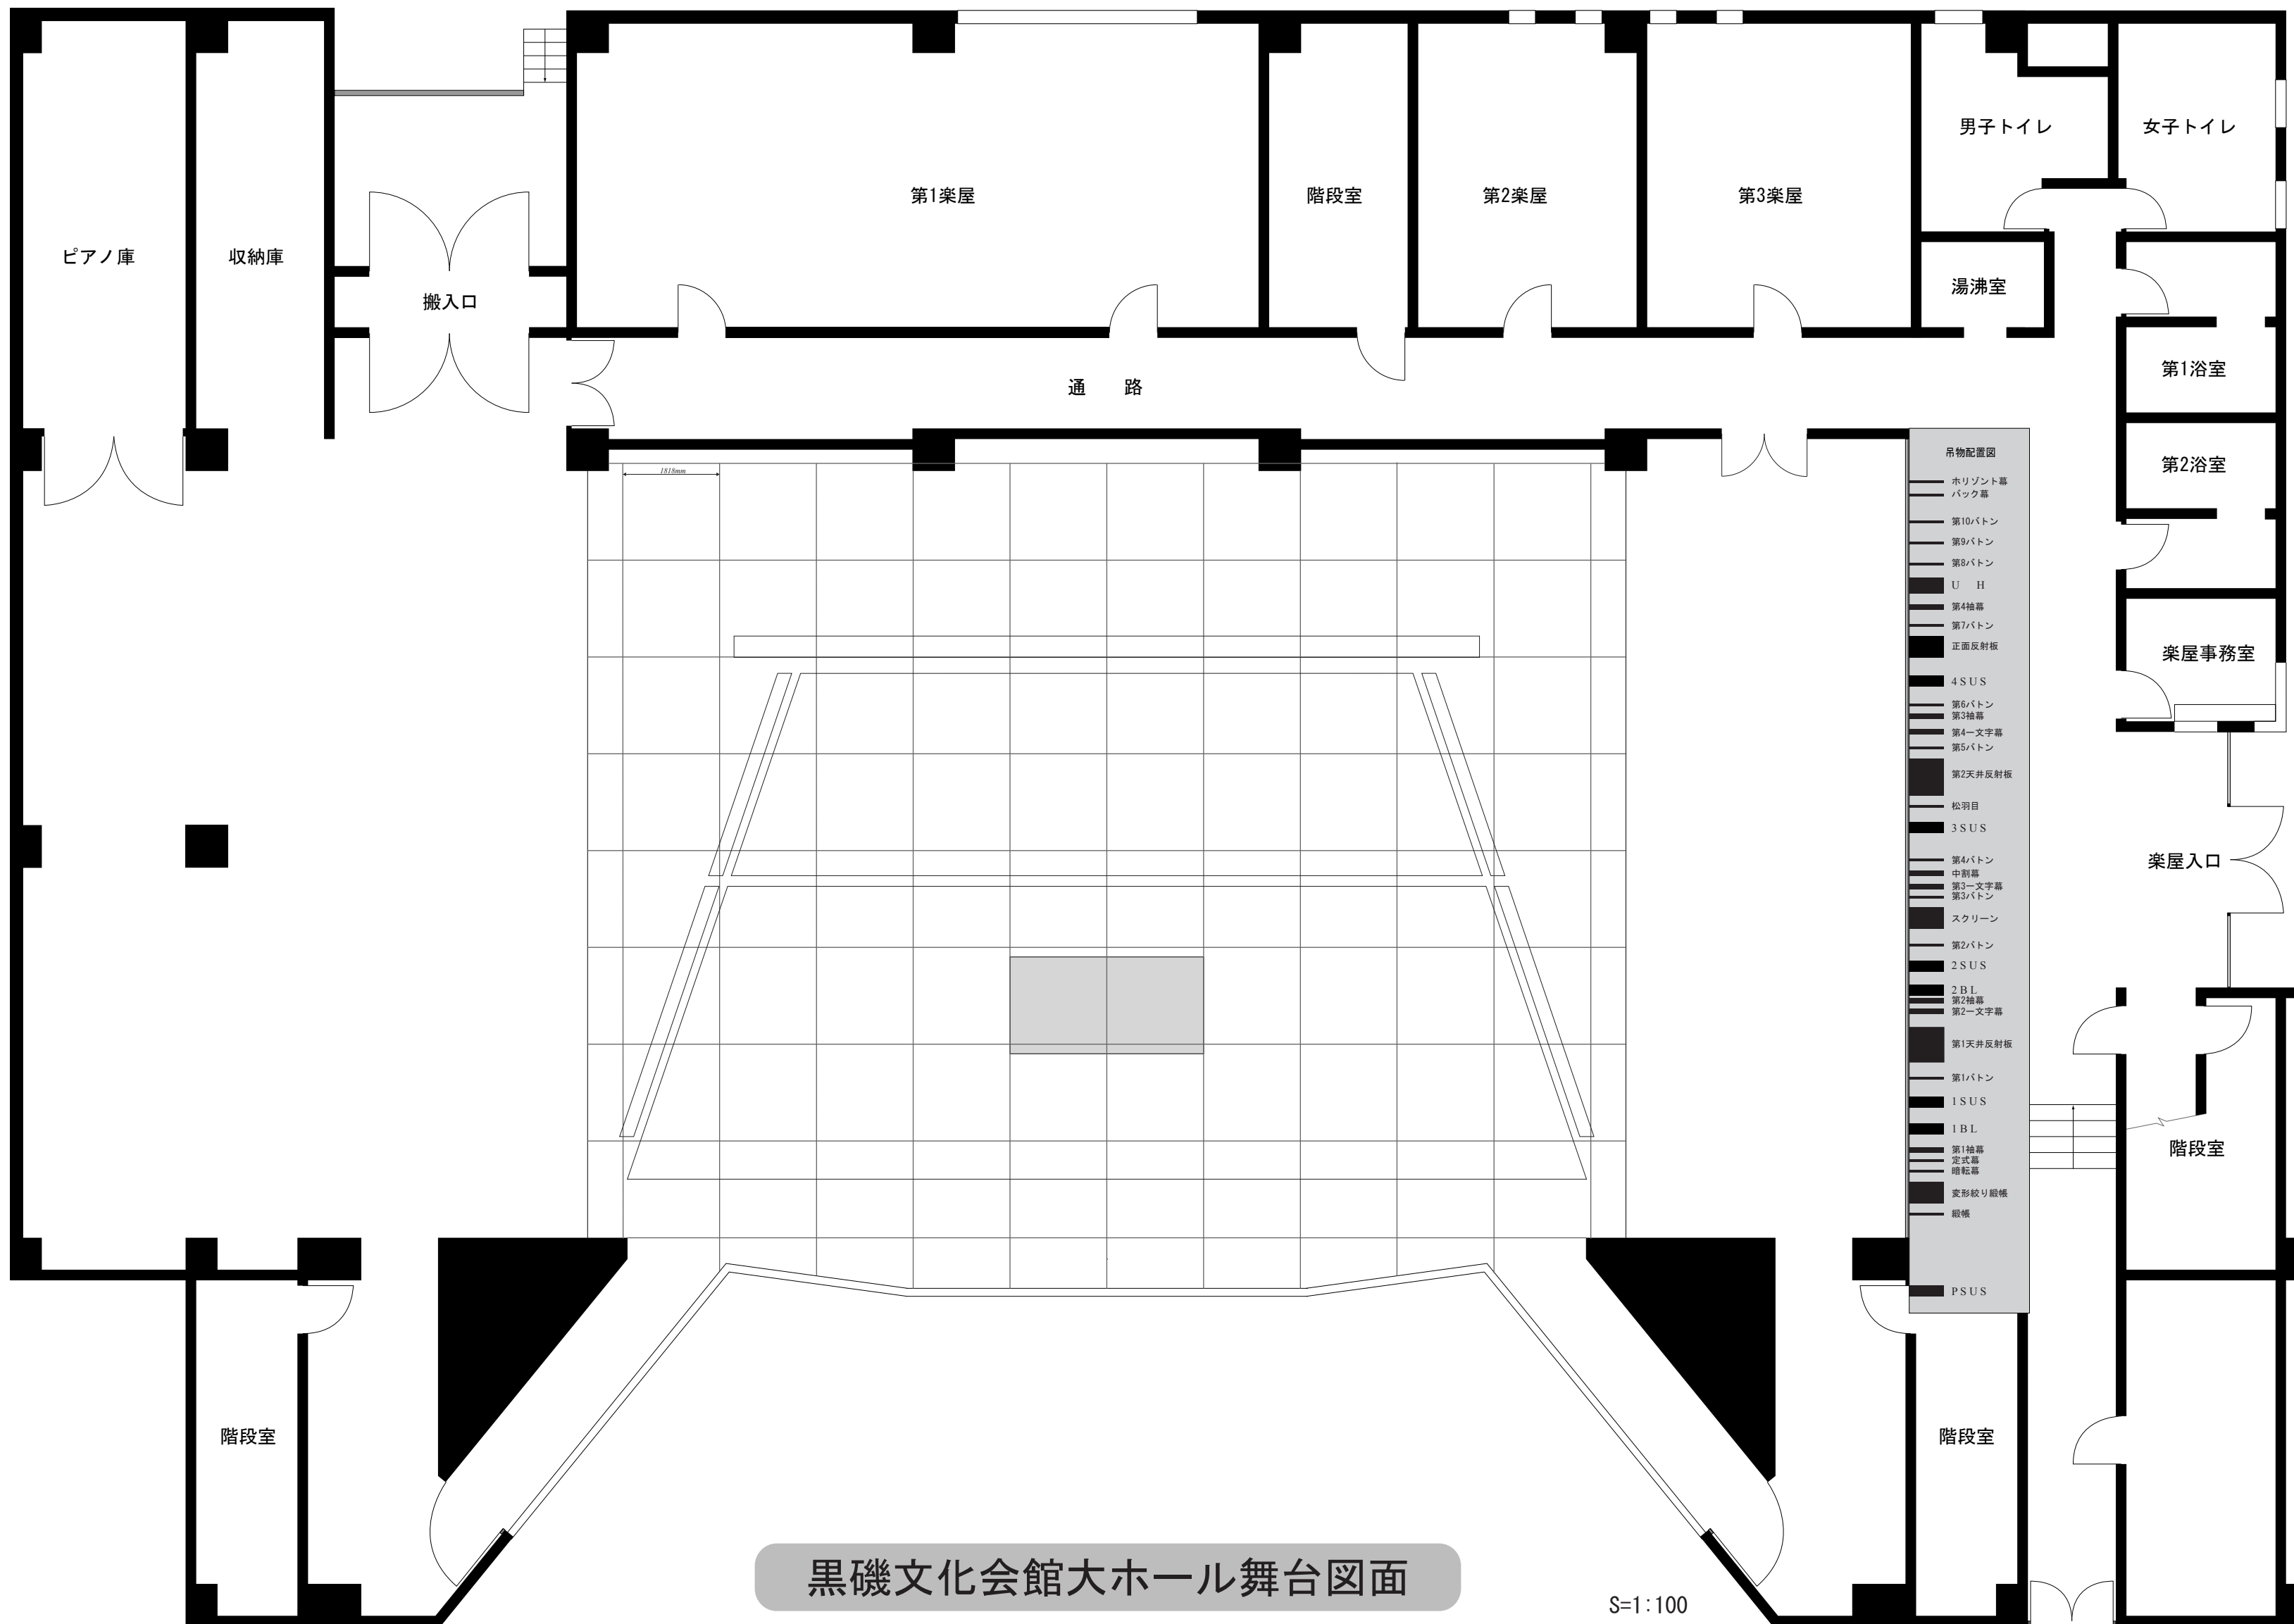 男子トイレ
女子トイレ
第1楽屋
階段室
第2楽屋
第3楽屋
ピアノ庫
収納庫
搬入口
湯沸室
第1浴室
通 路
第2浴室
1818mm
吊物配置図
ホリゾント幕
バック幕
第10バトン
第9バトン
第8バトン
U H
第4袖幕
第7バトン
正面反射板
4SUS
第6バトン
第3袖幕
第4一文字幕
第5バトン
第2天井反射板
松羽目
3SUS
第4バトン
中割幕
第3一文字幕
第3バトン
スクリーン
第2バトン
2SUS
2BL
第2袖幕
第2一文字幕
第1天井反射板
第1バトン
1SUS
1BL
第1袖幕
定式幕
暗転幕
変形絞り緞帳
緞帳
PSUS
楽屋事務室
楽屋入口
階段室
階段室
階段室
黒磯文化会館大ホール舞台図面
S=1:100